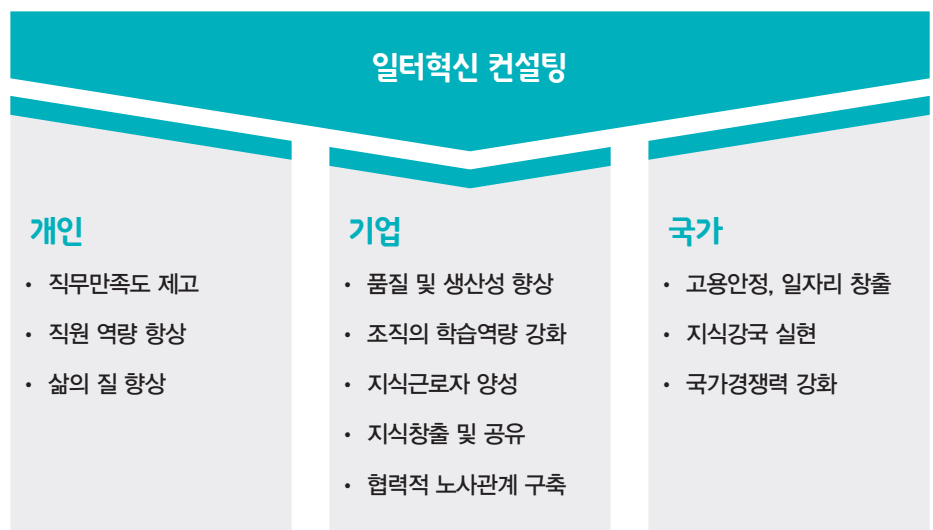 일터혁신 컨설팅
개인
• 직무만족도 제고
• 직원 역량 항상
• 삶의 질 향상
기업
• 품질 및 생산성 향상
• 조직의 학습역량 강화
• 지식근로자 양성
• 지식창출 및 공유
• 협력적 노사관계 구축
국가
• 고용안정, 일자리 창출
• 지식강국 실현
• 국가경쟁력 강화